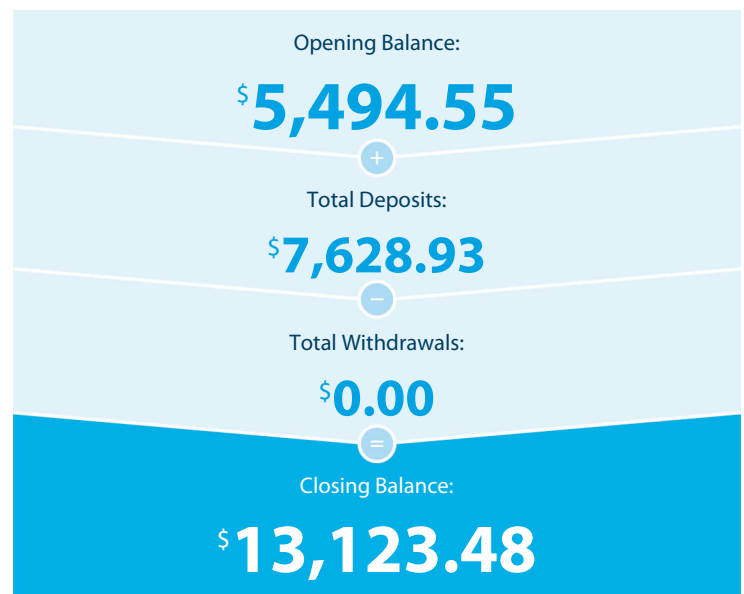 Opening Balance:
$5,494.55
+
Total Deposits:
$7,628.93
−
Total Withdrawals:
$0.00
=
Closing Balance:
$13,123.48